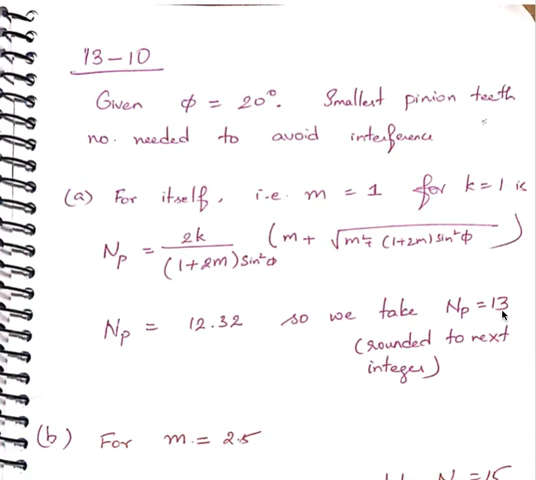 13-10
Given φ = 20°. Smallest pinion teeth
no. needed to avoid interference
(a) For itself, i.e. m = 1 for k = 1 is
Np = 2k / (1+2m) sin²φ (m + √m² + (1+2m) sin²φ )
Np = 12.32 so we take Np = 13
(rounded to next
integer)
(b) For m = 2.5
N = 15